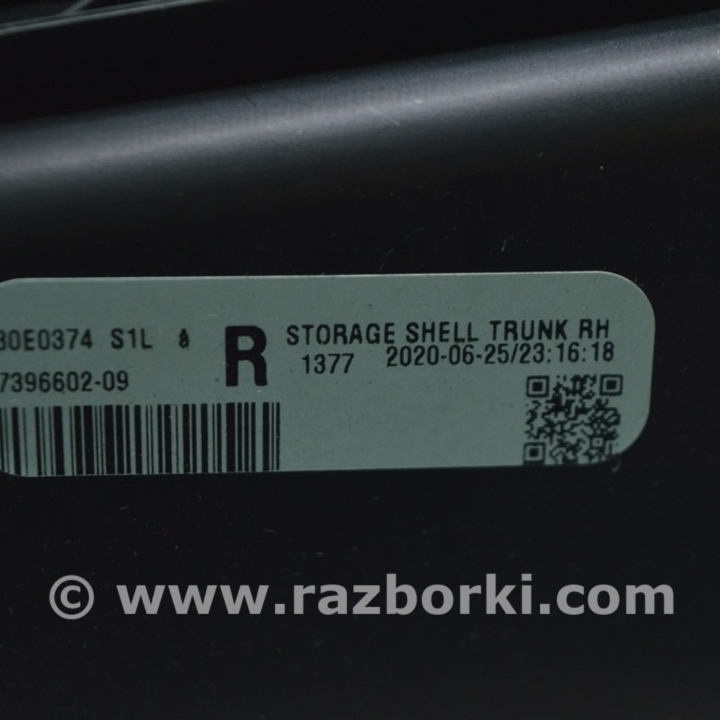 30E0374 S1L
R
STORAGE SHELL TRUNK RH
1377 2020-06-25/23:16:18
7396602-09
© www.razborki.com